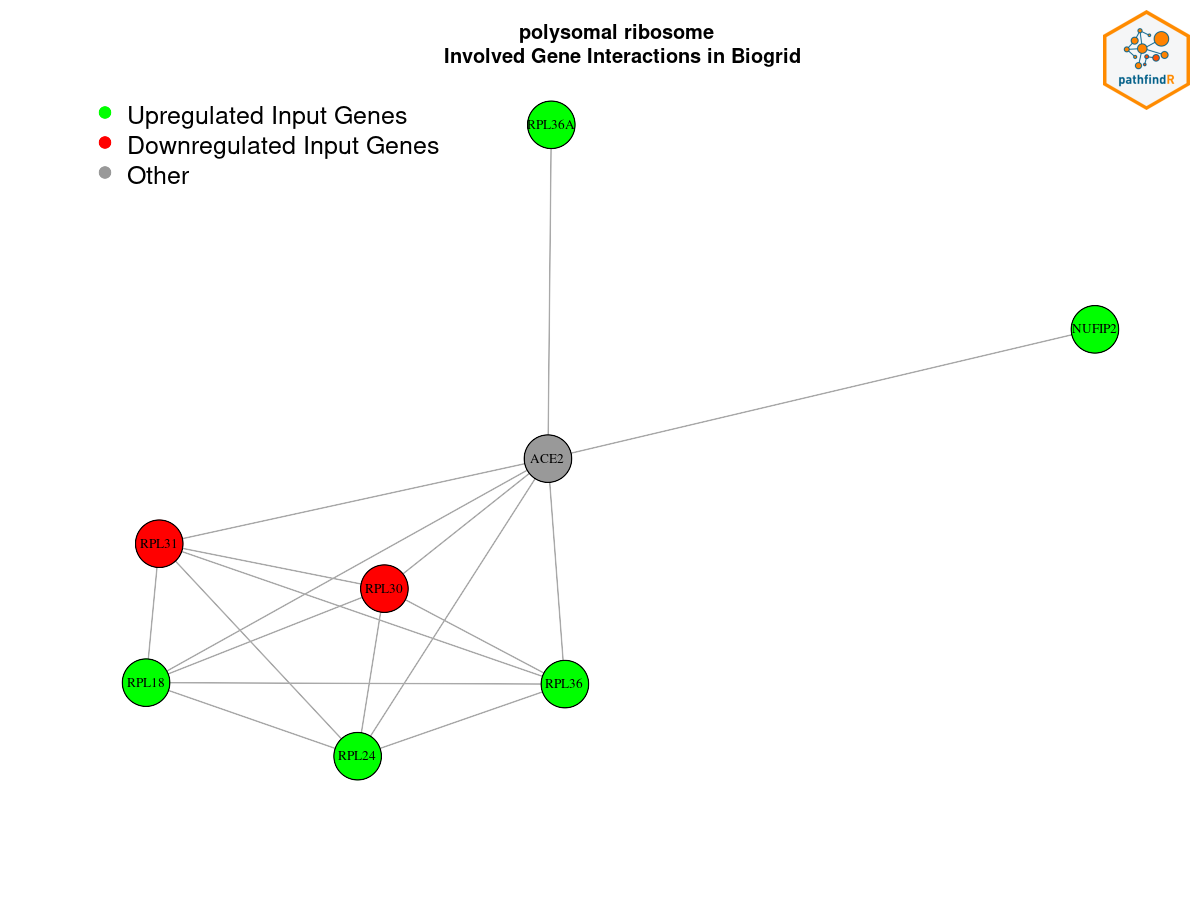 polysomal ribosome
Involved Gene Interactions in Biogrid
pathfindR
Upregulated Input Genes
Downregulated Input Genes
Other
RPL36A
NUFIP2
ACE2
RPL31
RPL30
RPL18
RPL36
RPL24